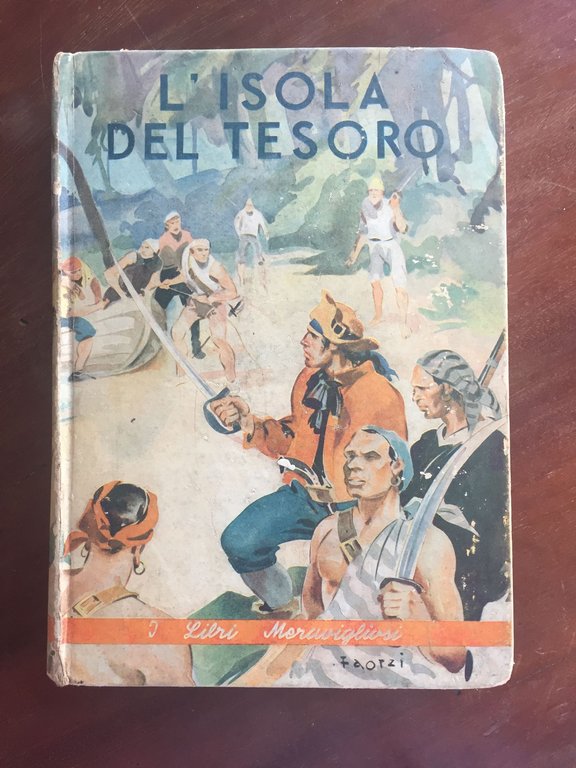 L'ISOLA
DEL TESORO
I Libri Meravigliosi
Faorzi